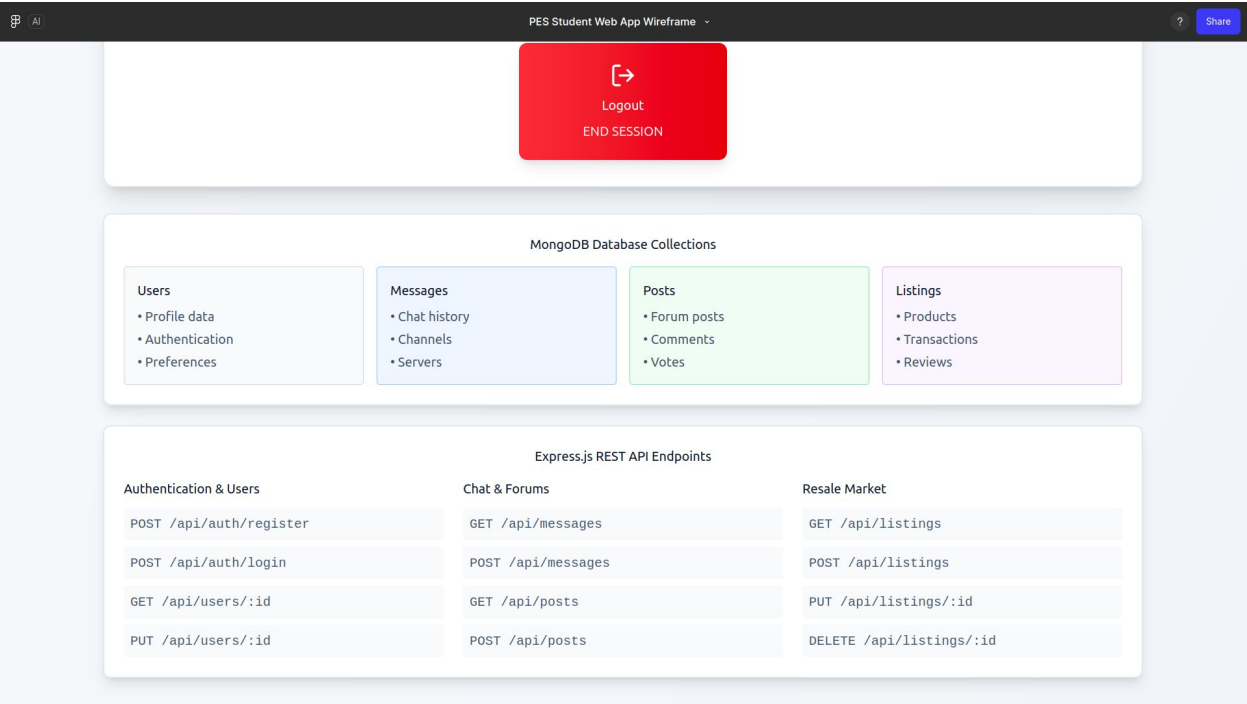 AI
PES Student Web App Wireframe
?
Share
Logout
END SESSION
MongoDB Database Collections
Users
• Profile data
• Authentication
• Preferences
Messages
• Chat history
• Channels
• Servers
Posts
• Forum posts
• Comments
• Votes
Listings
• Products
• Transactions
• Reviews
Express.js REST API Endpoints
Authentication & Users
POST /api/auth/register
POST /api/auth/login
GET /api/users/:id
PUT /api/users/:id
Chat & Forums
GET /api/messages
POST /api/messages
GET /api/posts
POST /api/posts
Resale Market
GET /api/listings
POST /api/listings
PUT /api/listings/:id
DELETE /api/listings/:id